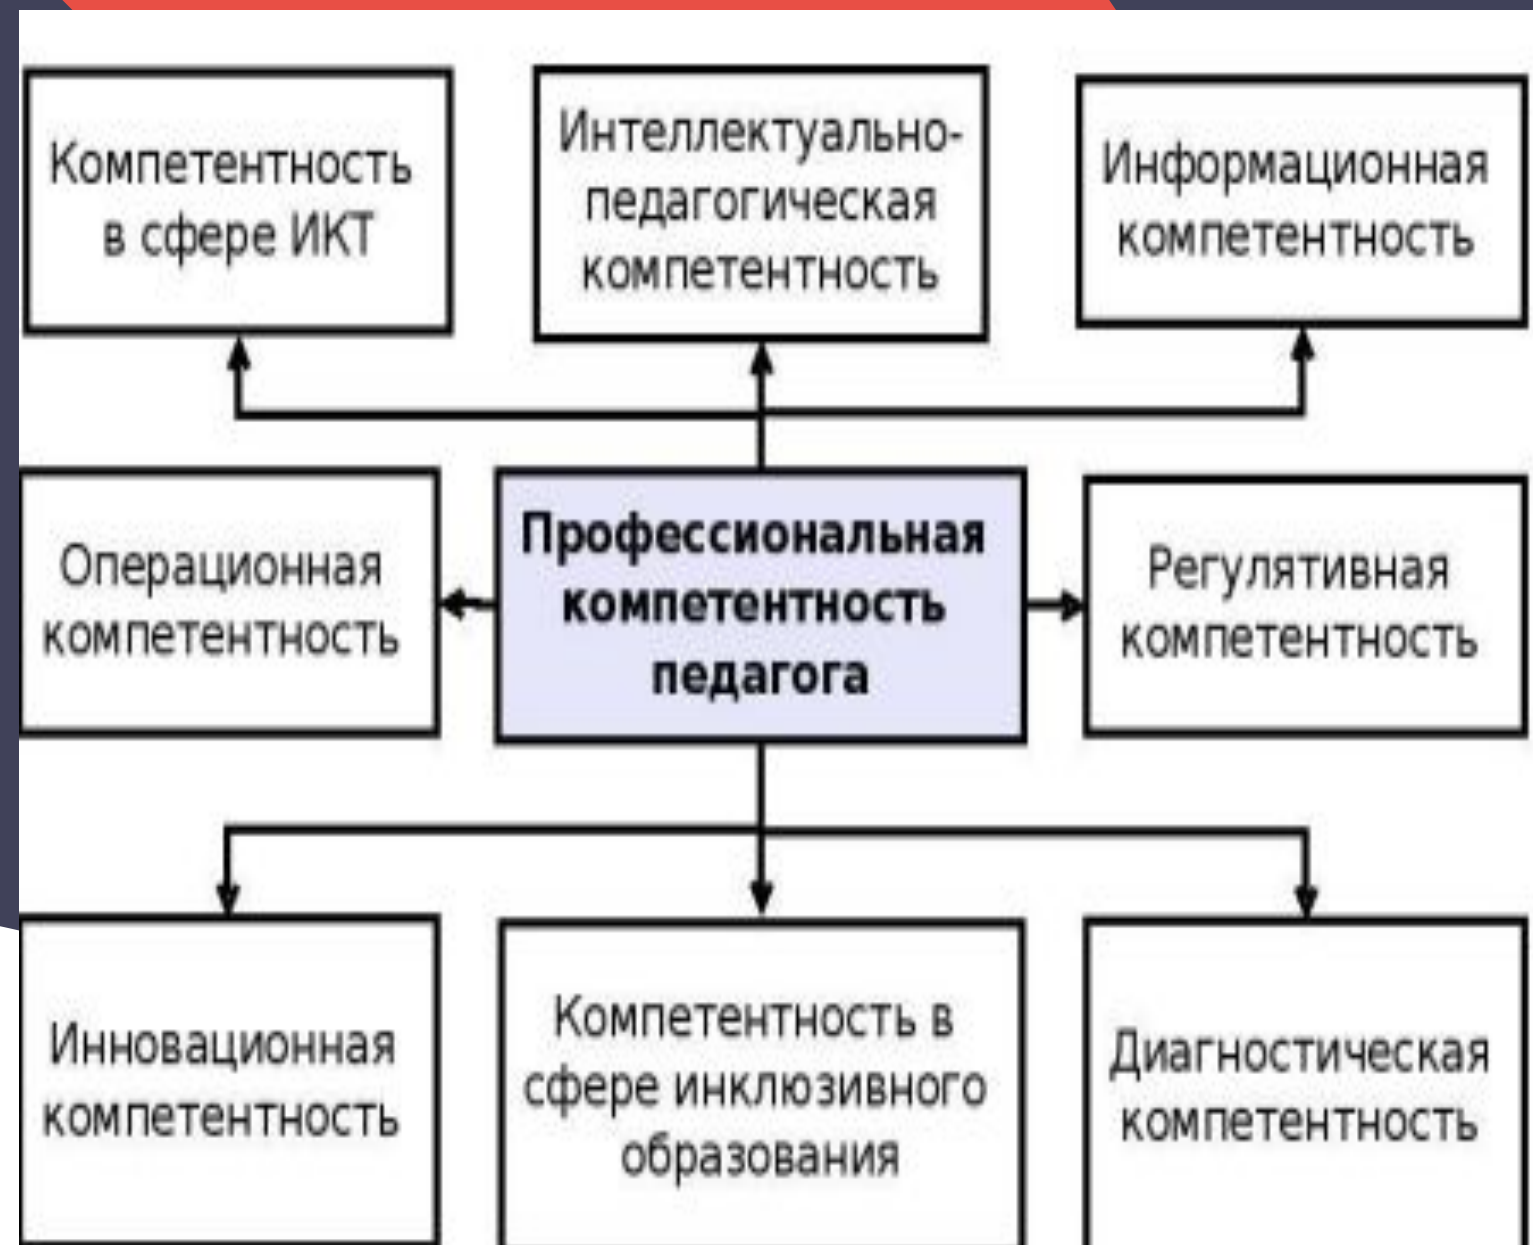 Компетентность
в сфере ИКТ
Интеллектуально-
педагогическая
компетентность
Информационная
компетентность
Операционная
компетентность
Профессиональная
компетентность
педагога
Регулятивная
компетентность
Инновационная
компетентность
Компетентность в
сфере инклюзивного
образования
Диагностическая
компетентность